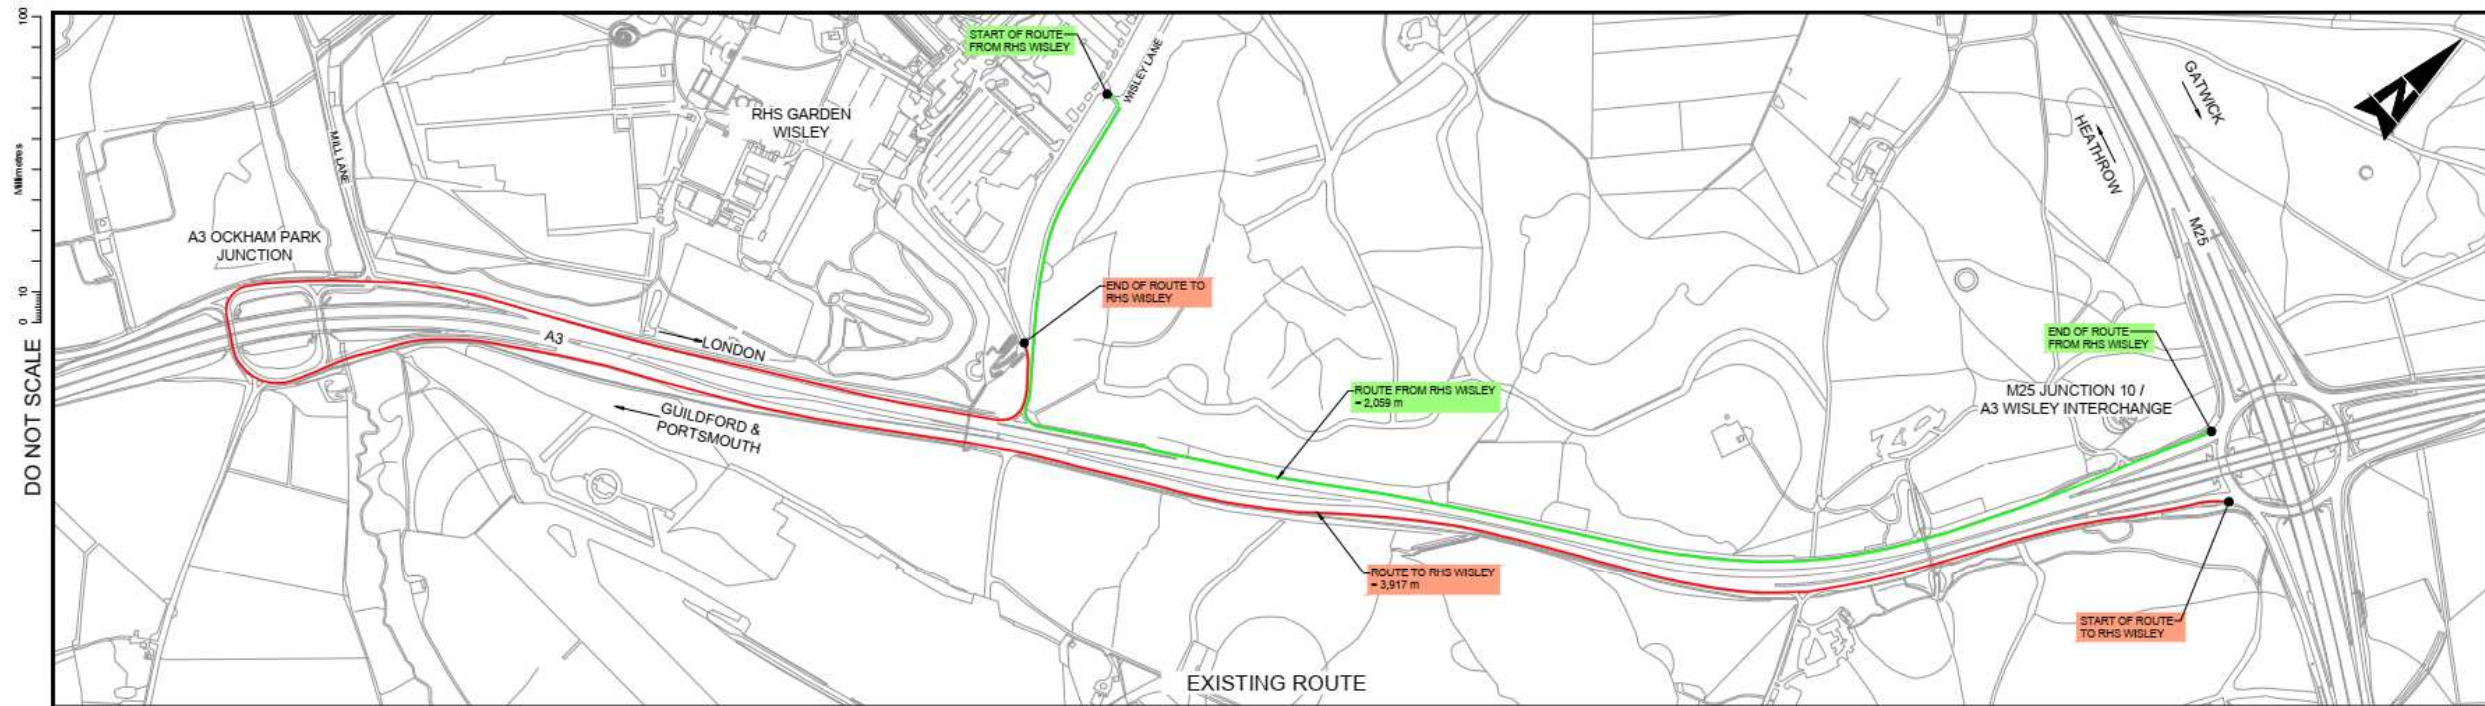 100
Millimetres
10
0
DO NOT SCALE
START OF ROUTE
FROM RHS WISLEY
WISLEY LANE
RHS GARDEN
WISLEY
MILL LANE
A3 OCKHAM PARK
JUNCTION
A3
LONDON
GUILDFORD &
PORTSMOUTH
END OF ROUTE TO
RHS WISLEY
ROUTE FROM RHS WISLEY
= 2,059 m
ROUTE TO RHS WISLEY
= 3,917 m
GATWICK
HEATHROW
N
M25
END OF ROUTE
FROM RHS WISLEY
M25 JUNCTION 10 /
A3 WISLEY INTERCHANGE
START OF ROUTE
TO RHS WISLEY
EXISTING ROUTE